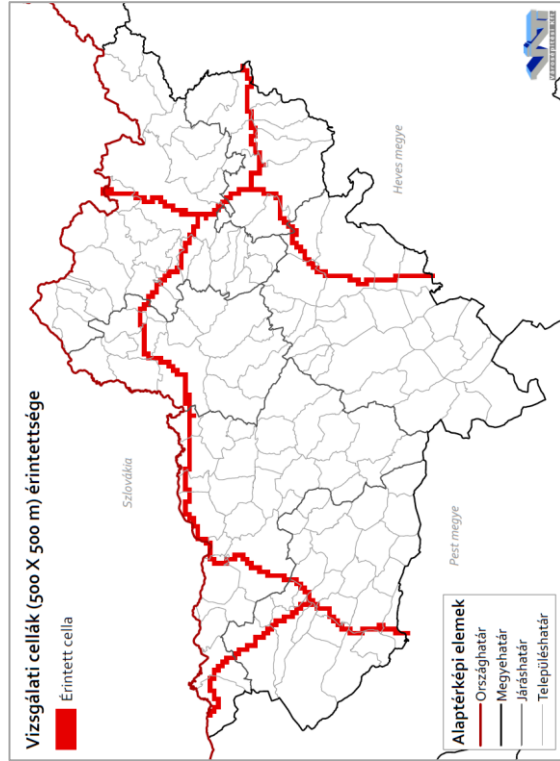 Vizsgálati cellák (500 X 500 m) érintettsége
Érintett cella
Szlovákia
Heves megye
Pest megye
Alaptérképi elemek
Országhatár
Megyehatár
Járáshatár
Településhatár